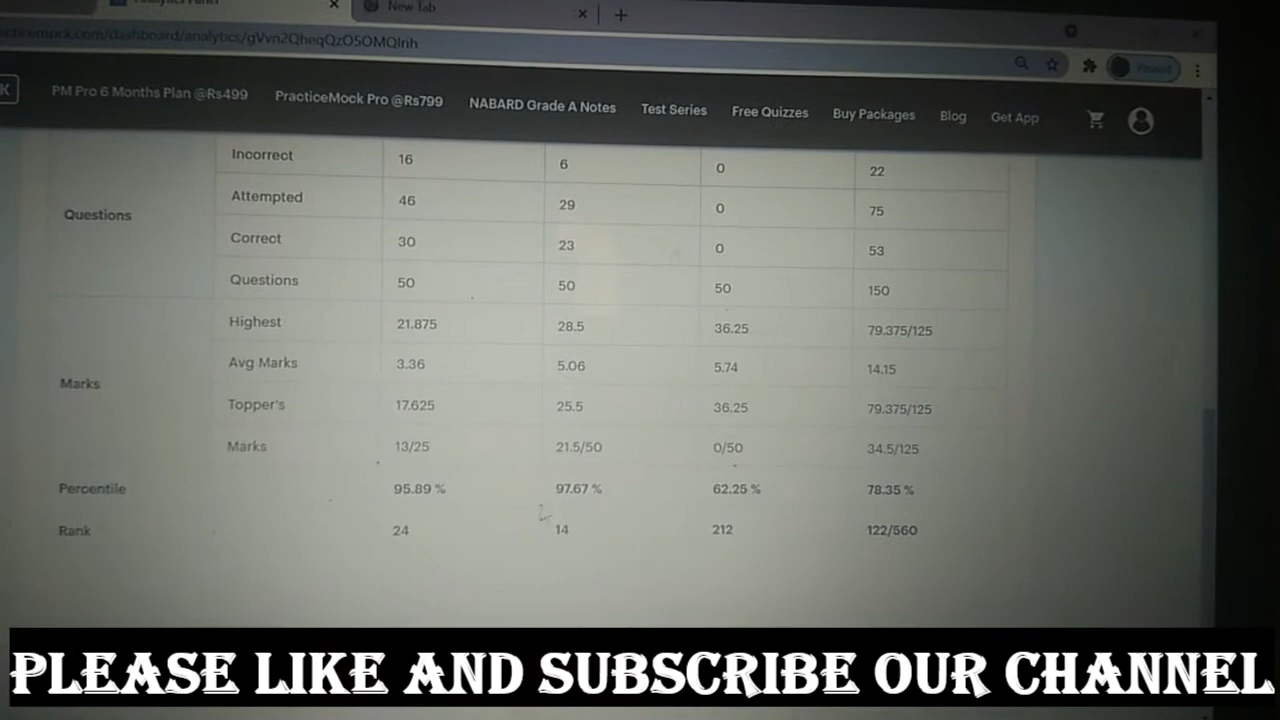 New Tab
cticemock.com/dashboard/analytics/gVvn2QheqQzO5OMQlnh
K PM Pro 6 Months Plan @Rs499 PracticeMock Pro @Rs799 NABARD Grade A Notes Test Series Free Quizzes Buy Packages Blog Get App
Incorrect 16 6 0 22
Attempted 46 29 0 75
Questions
Correct 30 23 0 53
Questions 50 50 50 150
Highest 21.875 28.5 36.25 79.375/125
Avg Marks 3.36 5.06 5.74 14.15
Marks
Topper's 17.625 25.5 36.25 79.375/125
Marks 13/25 21.5/50 0/50 34.5/125
Percentile 95.89 % 97.67 % 62.25 % 78.35 %
Rank 24 14 212 122/560
PLEASE LIKE AND SUBSCRIBE OUR CHANNEL